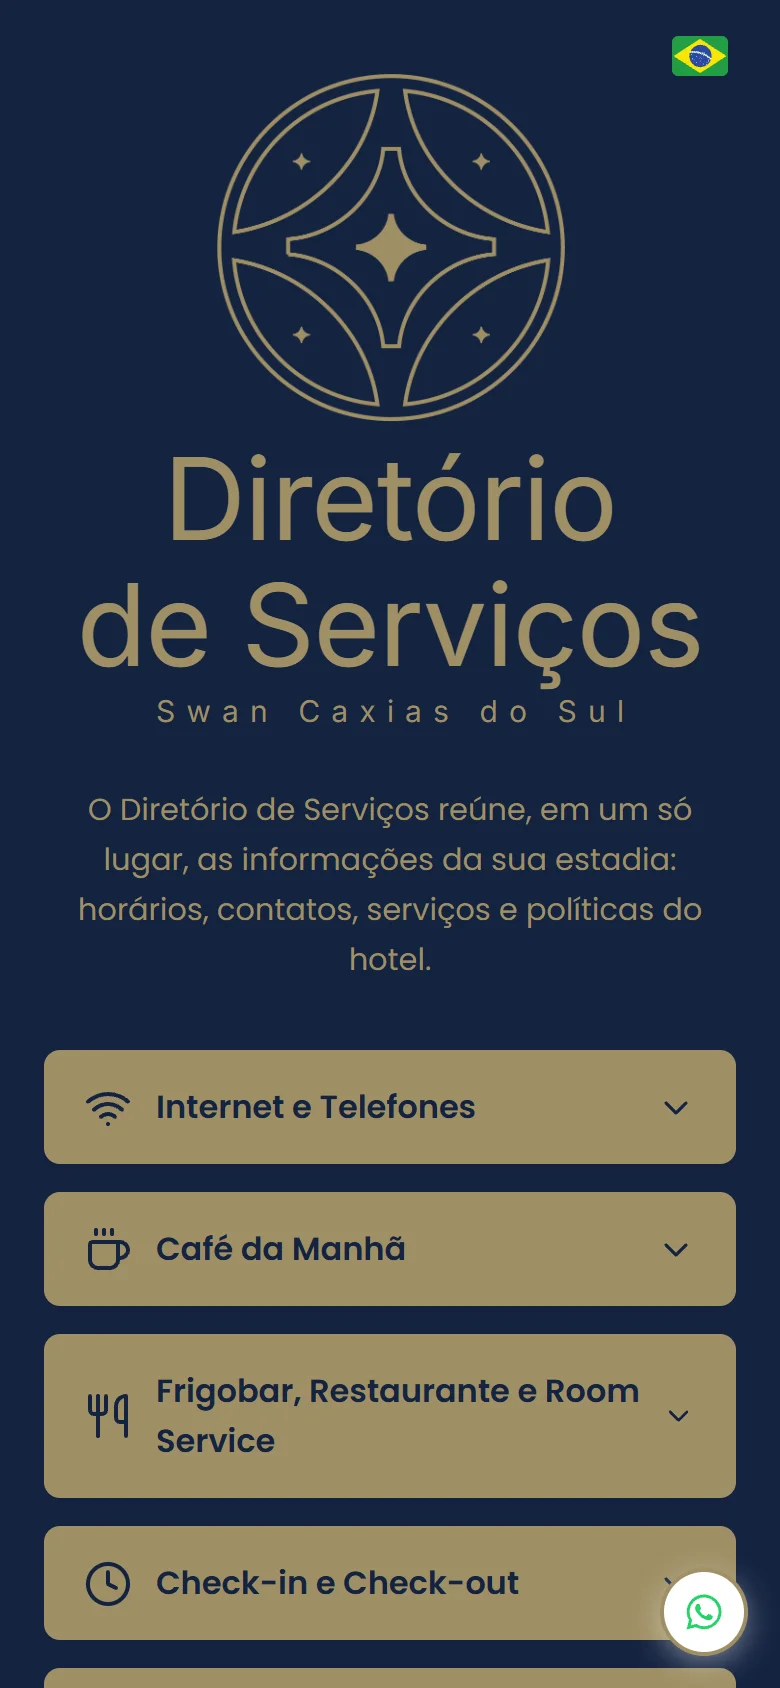 Diretório
de Serviços
Swan Caxias do Sul
O Diretório de Serviços reúne, em um só
lugar, as informações da sua estadia:
horários, contatos, serviços e políticas do
hotel.
Internet e Telefones
Café da Manhã
Frigobar, Restaurante e Room
Service
Check-in e Check-out